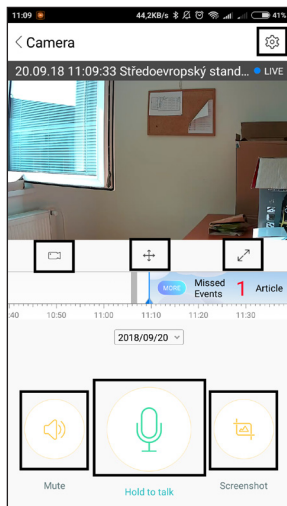 11:09 44,2KB/s 41%
Camera
20.09.18 11:09:33 Středoevropský stand... LIVE
MORE Missed Events 1 Article
:40 10:50 11:00 11:10 11:20 11:30
2018/09/20
Mute Hold to talk Screenshot